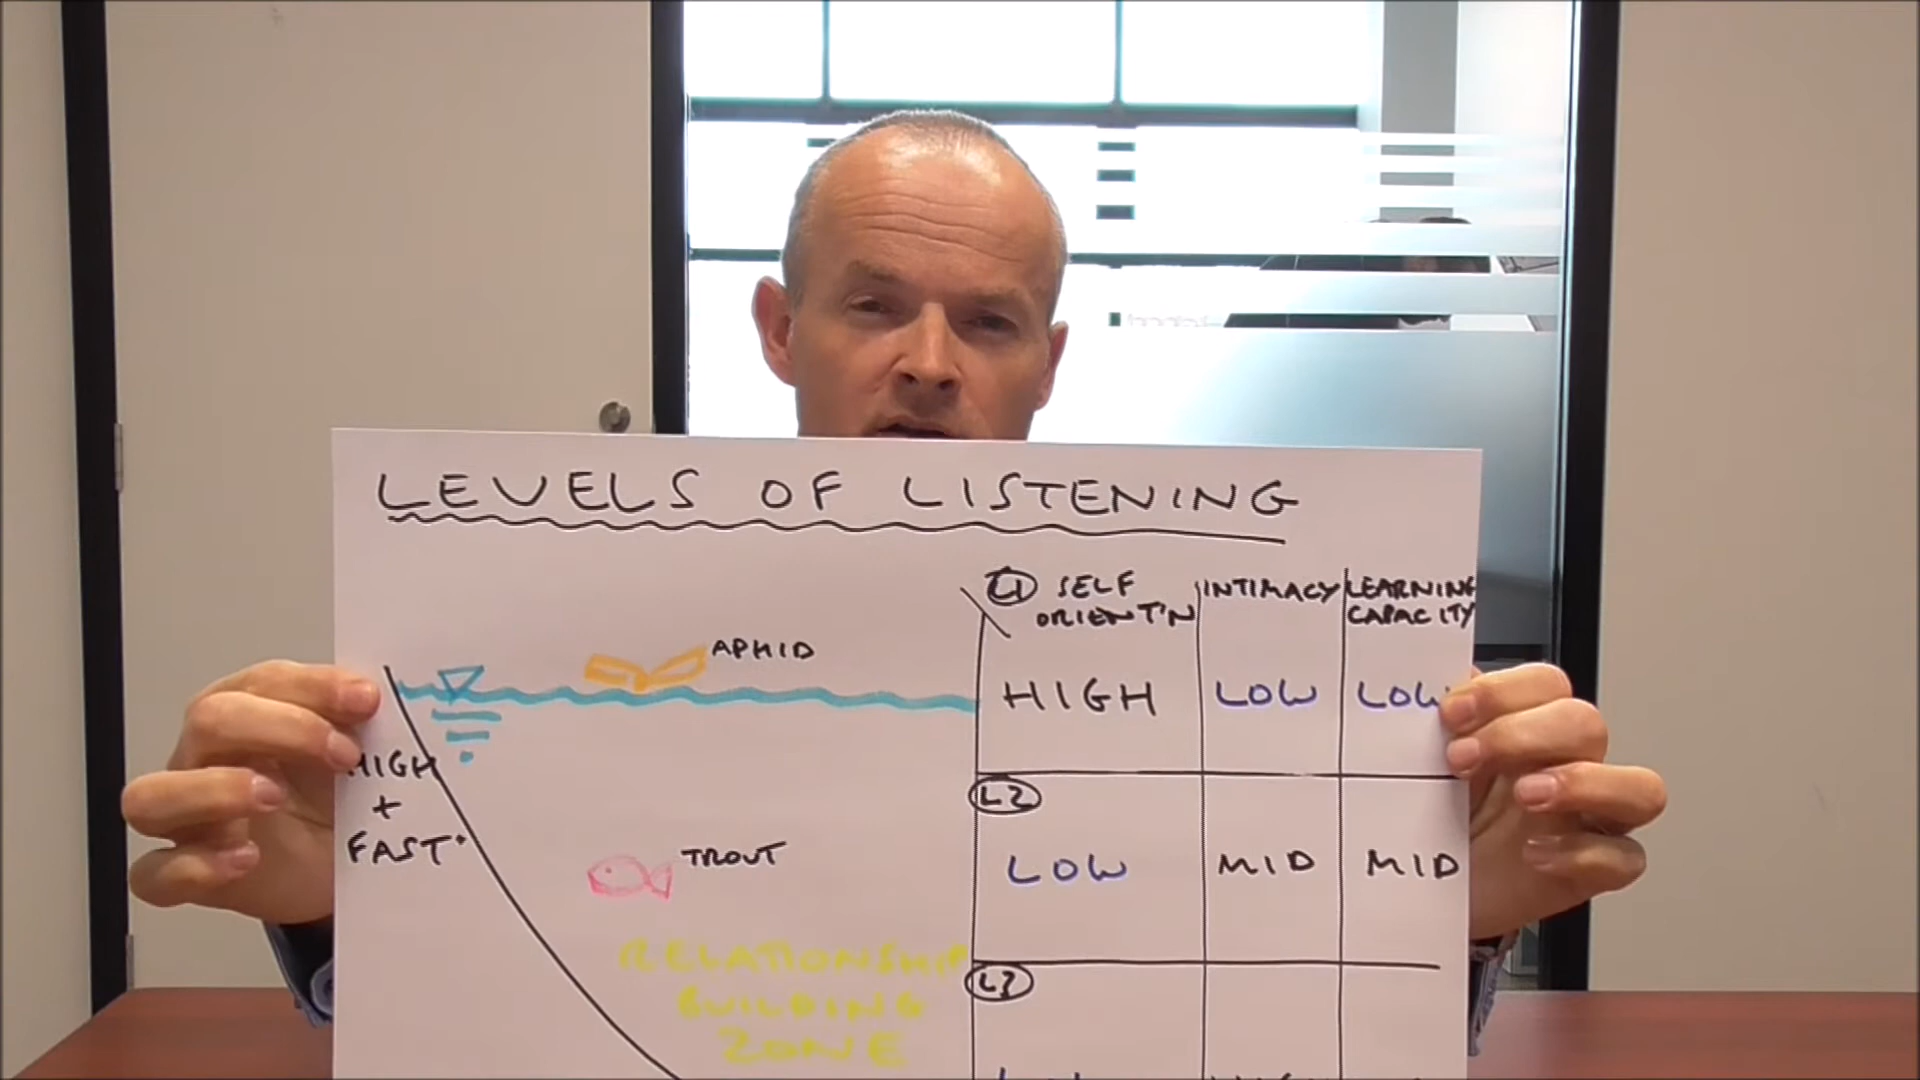 LEVELS OF LISTENING
L1 SELF ORIENT'N
INTIMACY
LEARNING CAPACITY
APHID
HIGH LOW LOW
HIGH
+
FAST
L2
TROUT
LOW MID MID
RELATIONSHIP
BUILDING
ZONE
L3